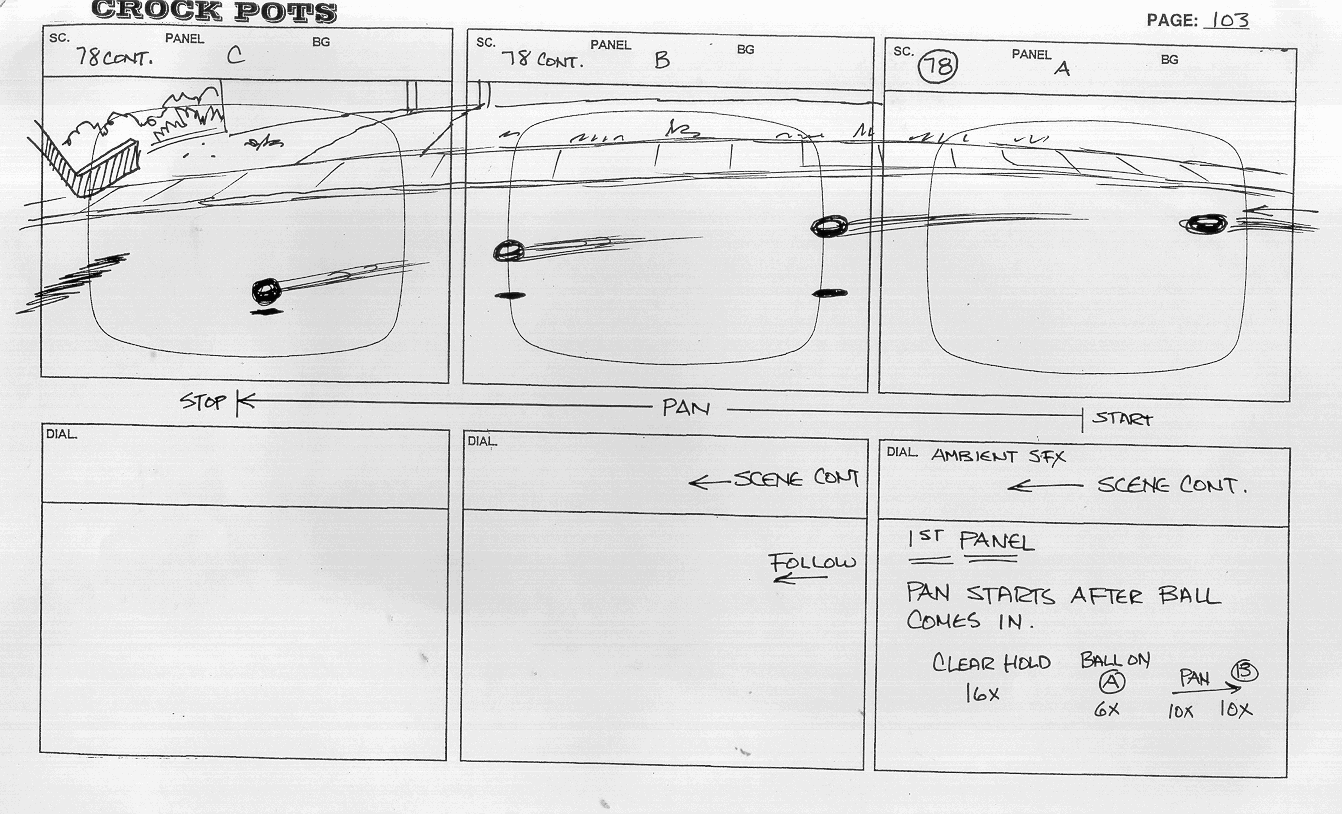 CROCK POTS
PAGE: 103
SC. 78 CONT. PANEL C BG
SC. 78 CONT. PANEL B BG
SC. 78 PANEL A BG
STOP PAN START
DIAL.
DIAL.
SCENE CONT
FOLLOW
DIAL. AMBIENT SFX
SCENE CONT.
1ST PANEL
PAN STARTS AFTER BALL
COMES IN.
CLEAR HOLD BALL ON PAN B
16X A
6X 10X 10X